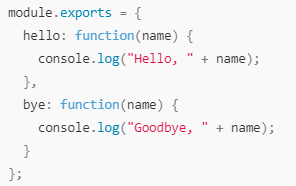 module.exports = {
  hello: function(name) {
    console.log("Hello, " + name);
  },
  bye: function(name) {
    console.log("Goodbye, " + name);
  }
};